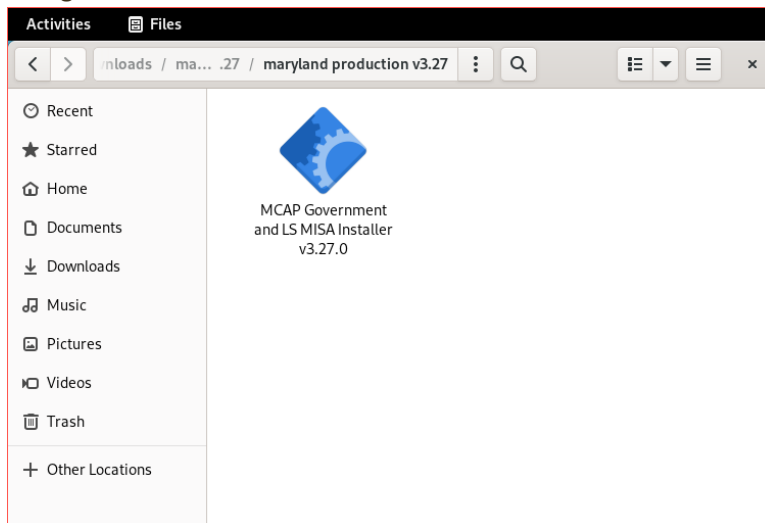 Activities Files
nloads / ma... .27 / maryland production v3.27
Recent
Starred
Home
Documents
Downloads
Music
Pictures
Videos
Trash
Other Locations
MCAP Government
and LS MISA Installer
v3.27.0